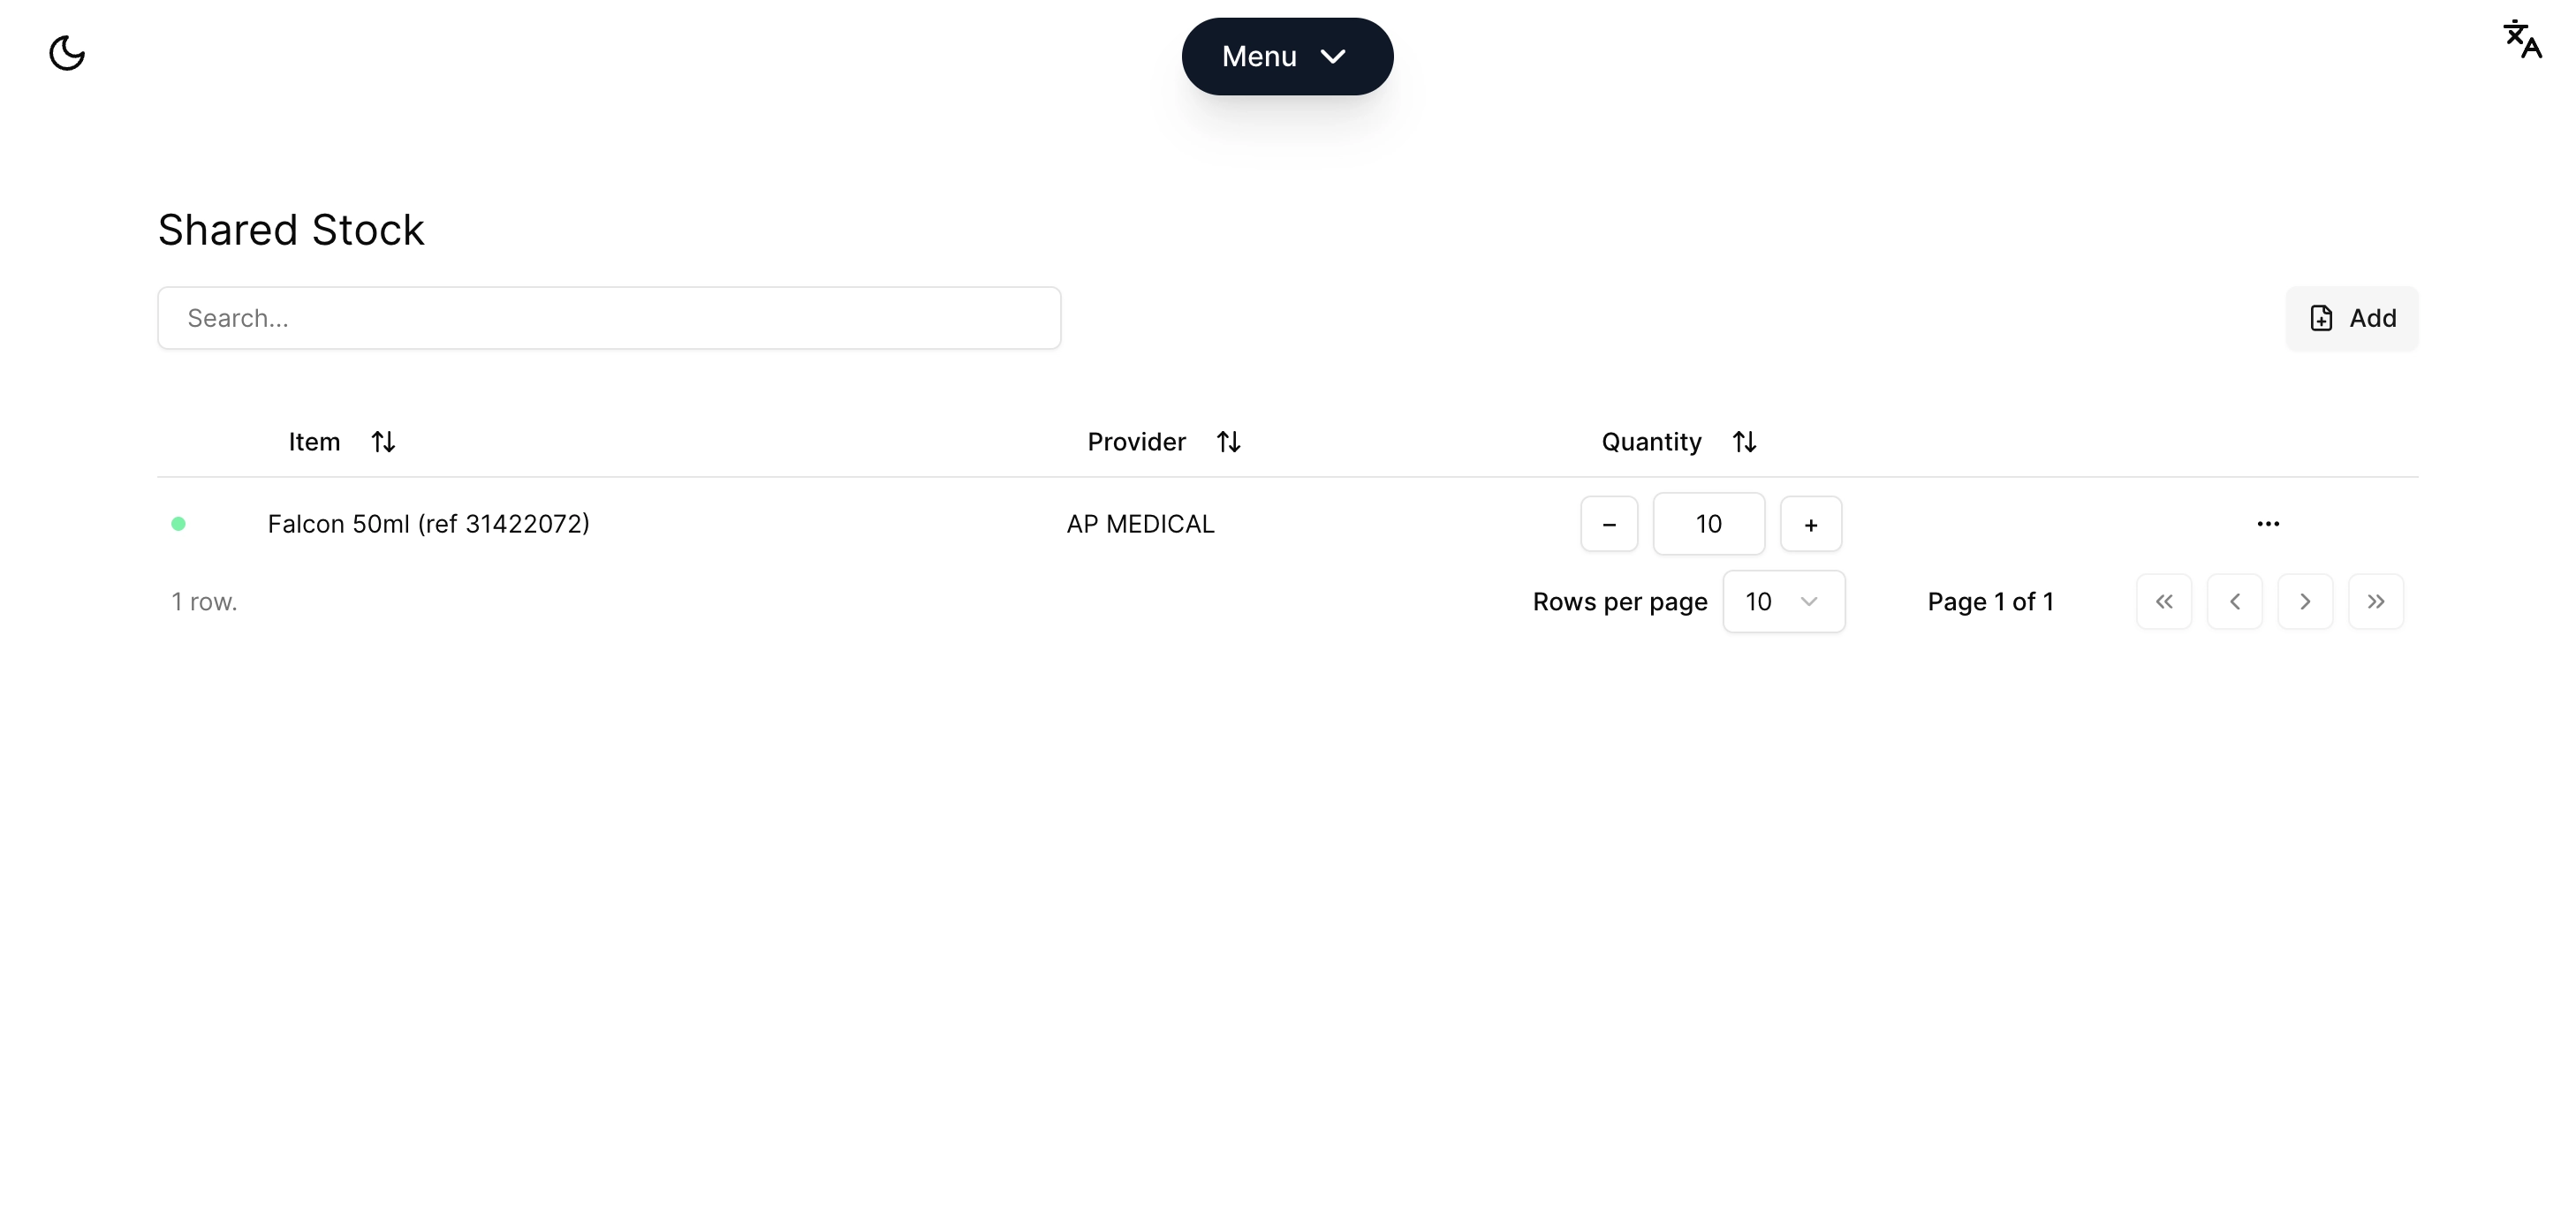 Menu
Shared Stock
Search...
Add
Item Provider Quantity
Falcon 50ml (ref 31422072) AP MEDICAL − 10 +
1 row. Rows per page 10 Page 1 of 1